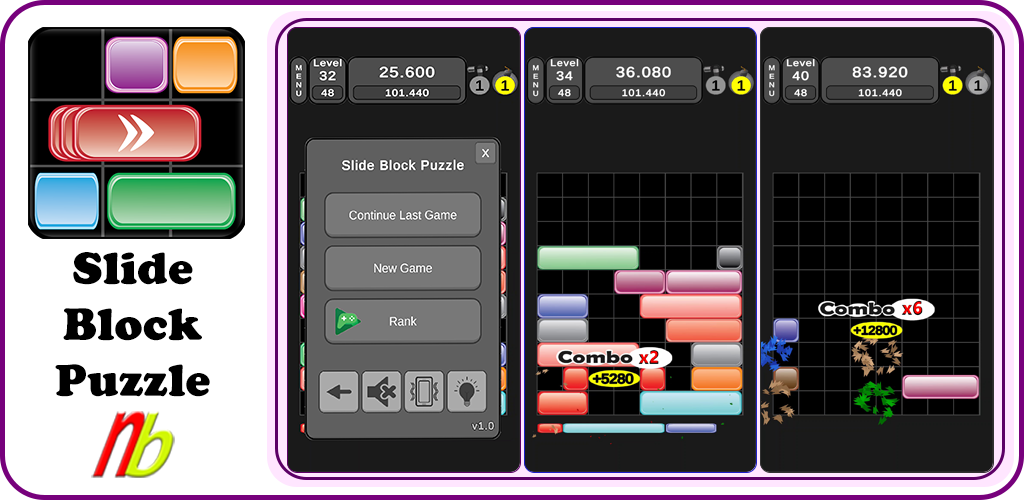 Slide
Block
Puzzle
nb
MENU
Level
32
48
25.600
101.440
1
1
Slide Block Puzzle
X
Continue Last Game
New Game
Rank
v1.0
MENU
Level
34
48
36.080
101.440
1
1
Combo x2
+5280
MENU
Level
40
48
83.920
101.440
1
1
Combo x6
+12800